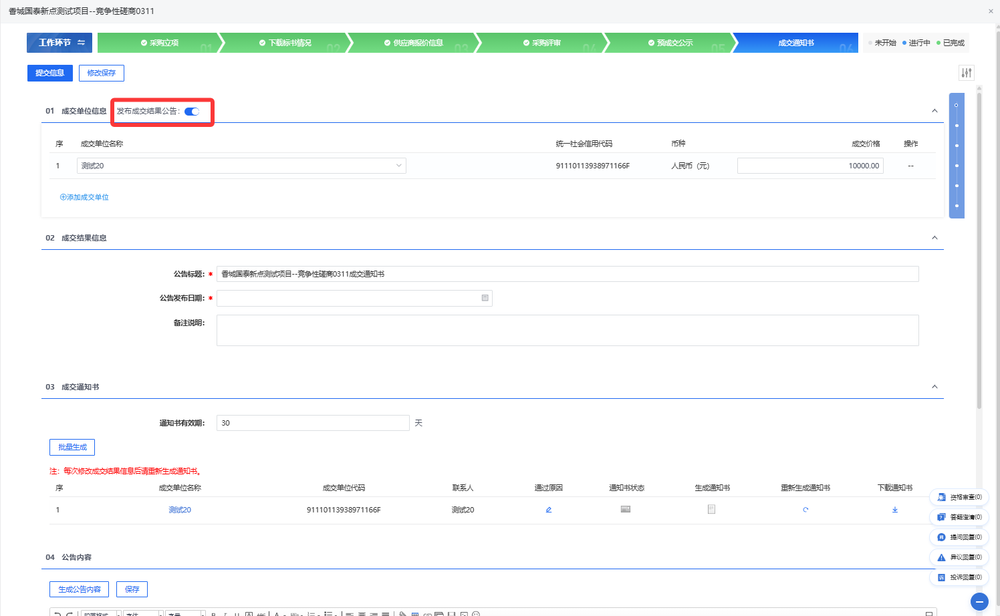 香城国泰新点测试项目--竞争性磋商0311
工作环节
采购立项 01
下载标书情况 02
供应商报价信息 03
采购评审 04
预成交公示 05
成交通知书 06
未开始 进行中 已完成
提交信息 修改保存
01 成交单位信息 发布成交结果公告：
序 成交单位名称 统一社会信用代码 币种 成交价格 操作
1 测试20 91110113938971166F 人民币（元） 10000.00 --
添加成交单位
02 成交结果信息
公告标题： * 香城国泰新点测试项目--竞争性磋商0311成交通知书
公告发布日期： *
备注说明：
03 成交通知书
通知书有效期： 30 天
批量生成
注：每次修改成交结果信息后请重新生成通知书。
序 成交单位名称 成交单位代码 联系人 通过原因 通知书状态 生成通知书 重新生成通知书 下载通知书
1 测试20 91110113938971166F 测试20
资格审查(0)
答疑澄清(0)
提问回复(0)
异议回复(0)
投诉回复(0)
04 公告内容
生成公告内容 保存
段落格式 字体 字号